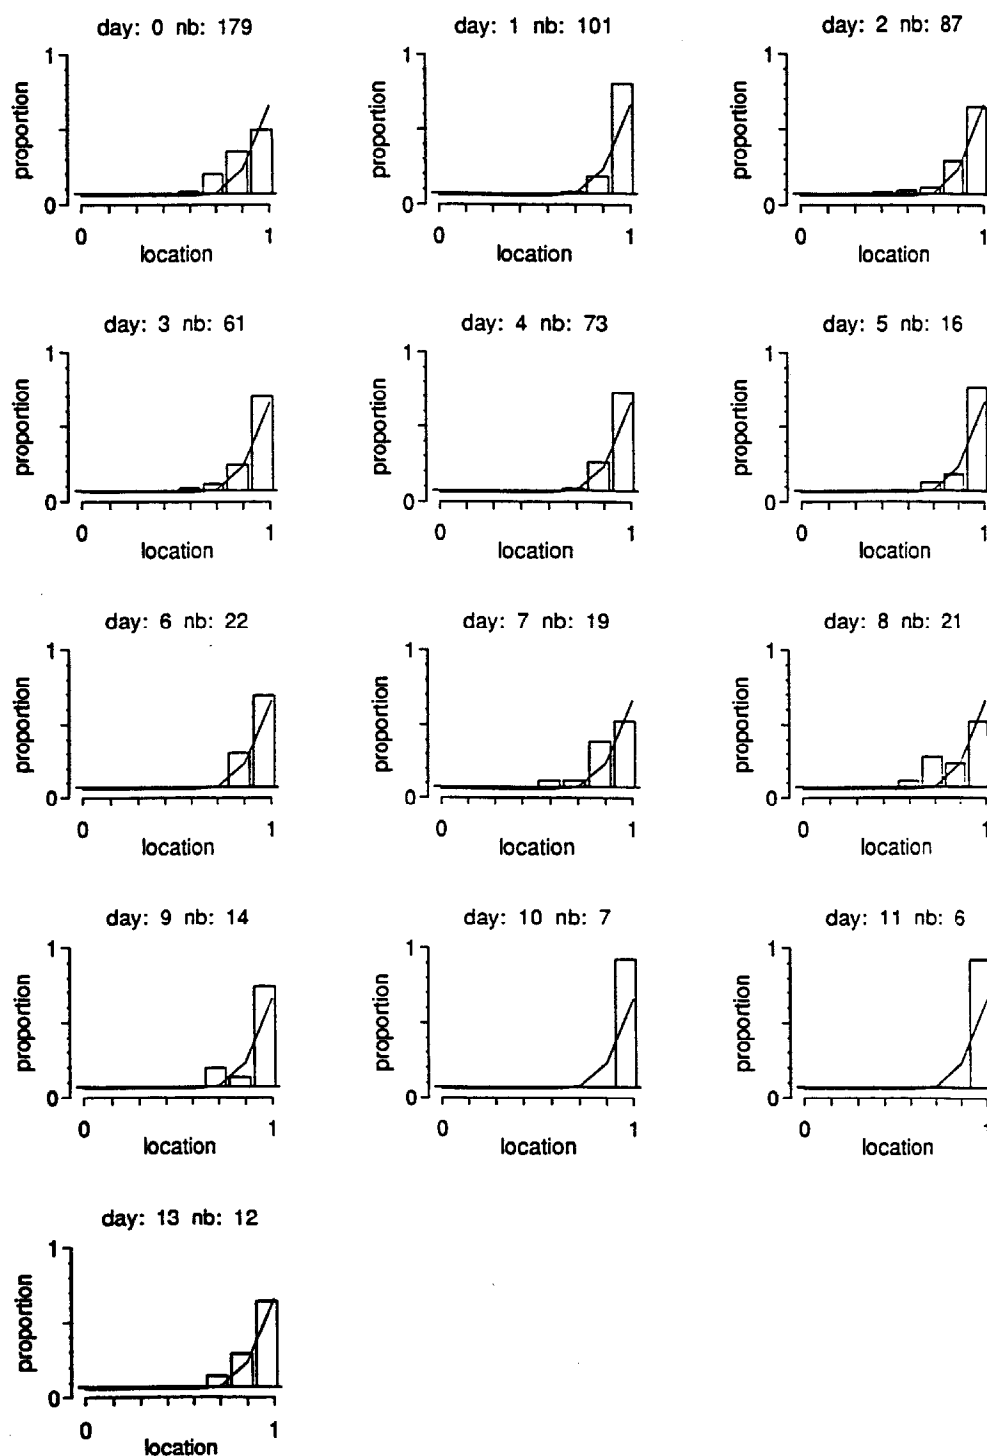 day: 0 nb: 179
1
proportion
0
0
1
location
day: 1 nb: 101
1
proportion
0
0
1
location
day: 2 nb: 87
1
proportion
0
0
1
location
day: 3 nb: 61
1
proportion
0
0
1
location
day: 4 nb: 73
1
proportion
0
0
1
location
day: 5 nb: 16
1
proportion
0
0
1
location
day: 6 nb: 22
1
proportion
0
0
1
location
day: 7 nb: 19
1
proportion
0
0
1
location
day: 8 nb: 21
1
proportion
0
0
1
location
day: 9 nb: 14
1
proportion
0
0
1
location
day: 10 nb: 7
1
proportion
0
0
1
location
day: 11 nb: 6
1
proportion
0
0
1
location
day: 13 nb: 12
1
proportion
0
0
1
location